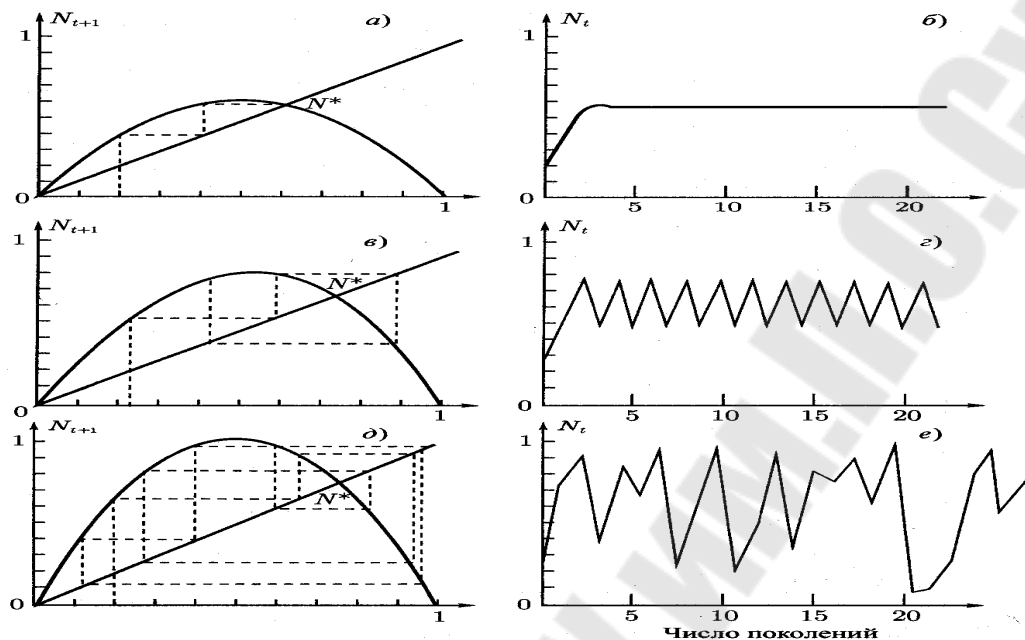 N_{t+1} а) N_t б)
1 1
N*
0 1 0 5 10 15 20
N_{t+1} в) N_t г)
1 1
N*
0 1 0 5 10 15 20
N_{t+1} д) N_t е)
1 1
N*
0 1 0 5 10 15 20
Число поколений